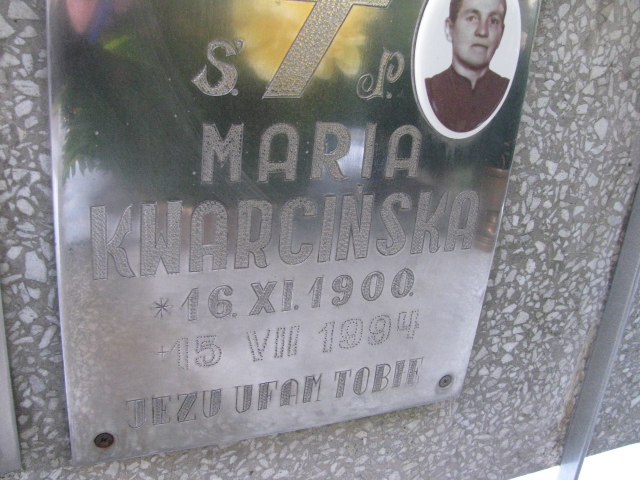 Ś. P.
MARIA
KWARCIŃSKA
*16. XI. 1900.
+15 VII 1994
JEZU UFAM TOBIE